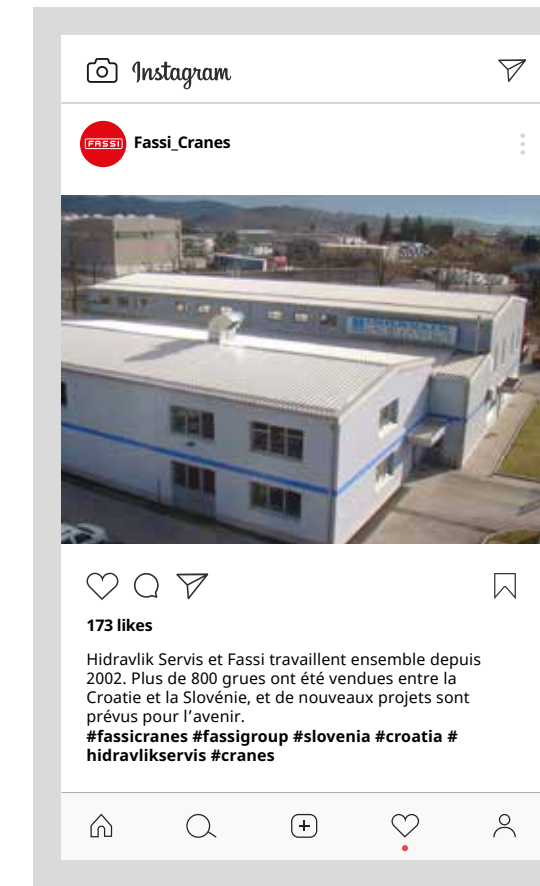 Instagram
FASSI
Fassi_Cranes
173 likes
Hidravlik Servis et Fassi travaillent ensemble depuis
2002. Plus de 800 grues ont été vendues entre la
Croatie et la Slovénie, et de nouveaux projets sont
prévus pour l’avenir.
#fassicranes #fassigroup #slovenia #croatia #
hidravlikservis #cranes